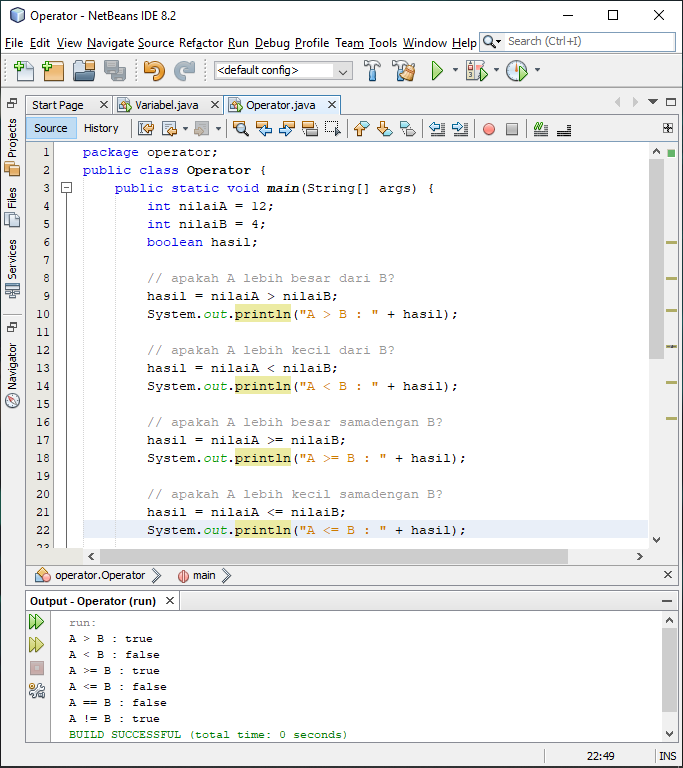 Operator - NetBeans IDE 8.2
File Edit View Navigate Source Refactor Run Debug Profile Team Tools Window Help Search (Ctrl+I)
<default config>
Start Page Variabel.java Operator.java
Source History
Projects
Files
Services
Navigator
1 package operator;
2 public class Operator {
3 public static void main(String[] args) {
4 int nilaiA = 12;
5 int nilaiB = 4;
6 boolean hasil;
7
8 // apakah A lebih besar dari B?
9 hasil = nilaiA > nilaiB;
10 System.out.println("A > B : " + hasil);
11
12 // apakah A lebih kecil dari B?
13 hasil = nilaiA < nilaiB;
14 System.out.println("A < B : " + hasil);
15
16 // apakah A lebih besar samadengan B?
17 hasil = nilaiA >= nilaiB;
18 System.out.println("A >= B : " + hasil);
19
20 // apakah A lebih kecil samadengan B?
21 hasil = nilaiA <= nilaiB;
22 System.out.println("A <= B : " + hasil);
operator.Operator main
Output - Operator (run)
run:
A > B : true
A < B : false
A >= B : true
A <= B : false
A == B : false
A != B : true
BUILD SUCCESSFUL (total time: 0 seconds)
22:49 INS